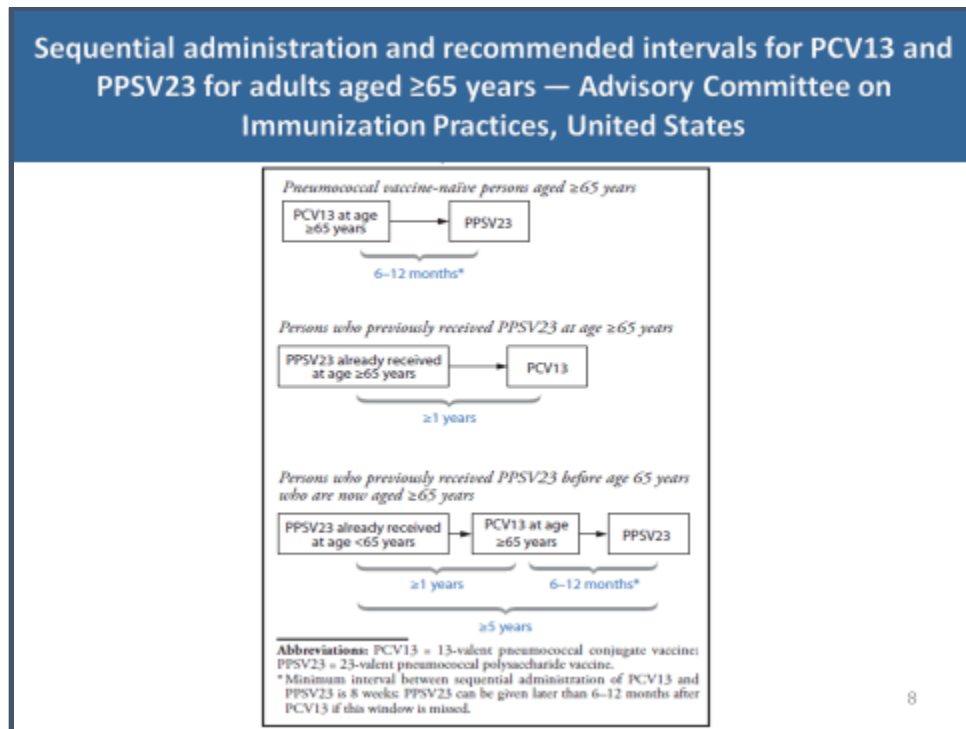 Sequential administration and recommended intervals for PCV13 and
PPSV23 for adults aged ≥65 years — Advisory Committee on
Immunization Practices, United States
Pneumococcal vaccine-naïve persons aged ≥65 years
PCV13 at age
≥65 years
PPSV23
6–12 months*
Persons who previously received PPSV23 at age ≥65 years
PPSV23 already received
at age ≥65 years
PCV13
≥1 years
Persons who previously received PPSV23 before age 65 years
who are now aged ≥65 years
PPSV23 already received
at age <65 years
PCV13 at age
≥65 years
PPSV23
≥1 years
6–12 months*
≥5 years
Abbreviations: PCV13 = 13-valent pneumococcal conjugate vaccine;
PPSV23 = 23-valent pneumococcal polysaccharide vaccine.
*Minimum interval between sequential administration of PCV13 and
PPSV23 is 8 weeks; PPSV23 can be given later than 6–12 months after
PCV13 if this window is missed.
8